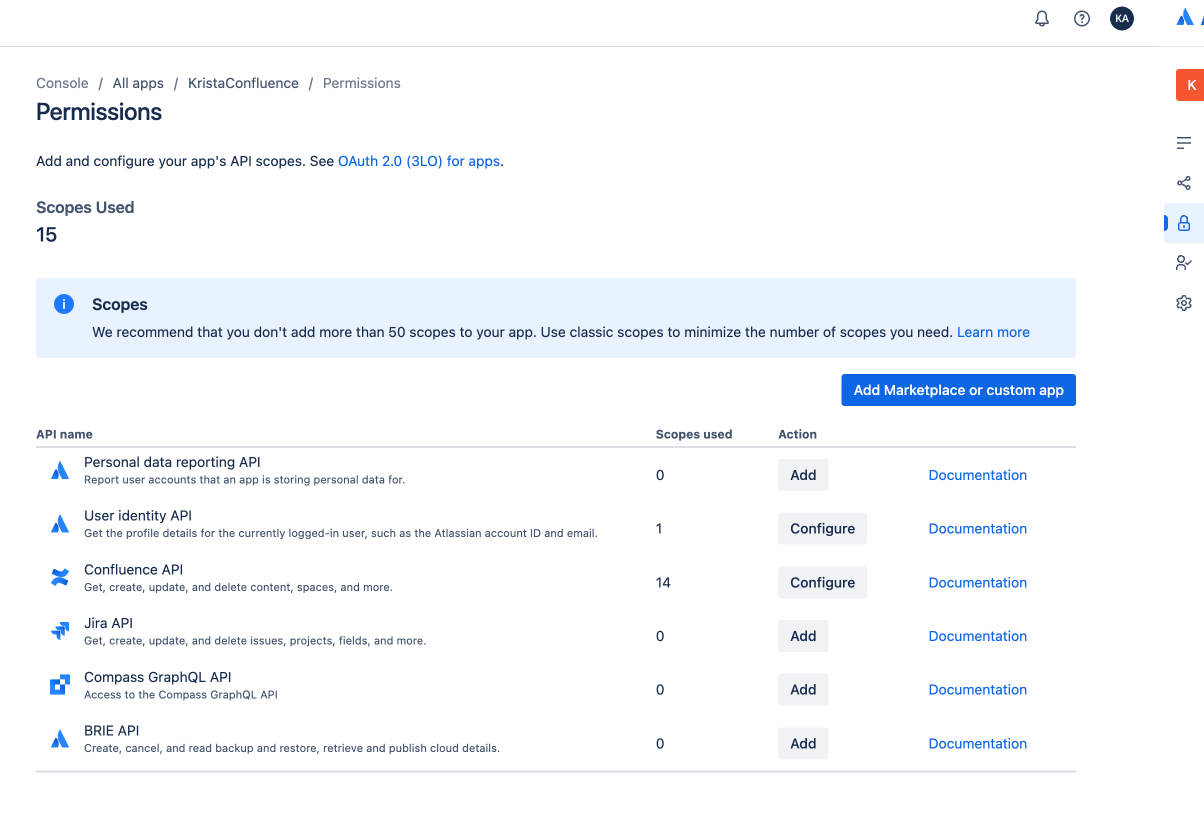 KA
Console / All apps / KristaConfluence / Permissions
K
Permissions
Add and configure your app's API scopes. See OAuth 2.0 (3LO) for apps.
Scopes Used
15
Scopes
We recommend that you don't add more than 50 scopes to your app. Use classic scopes to minimize the number of scopes you need. Learn more
Add Marketplace or custom app
API name Scopes used Action
Personal data reporting API
Report user accounts that an app is storing personal data for.
0 Add Documentation
User identity API
Get the profile details for the currently logged-in user, such as the Atlassian account ID and email.
1 Configure Documentation
Confluence API
Get, create, update, and delete content, spaces, and more.
14 Configure Documentation
Jira API
Get, create, update, and delete issues, projects, fields, and more.
0 Add Documentation
Compass GraphQL API
Access to the Compass GraphQL API
0 Add Documentation
BRIE API
Create, cancel, and read backup and restore, retrieve and publish cloud details.
0 Add Documentation